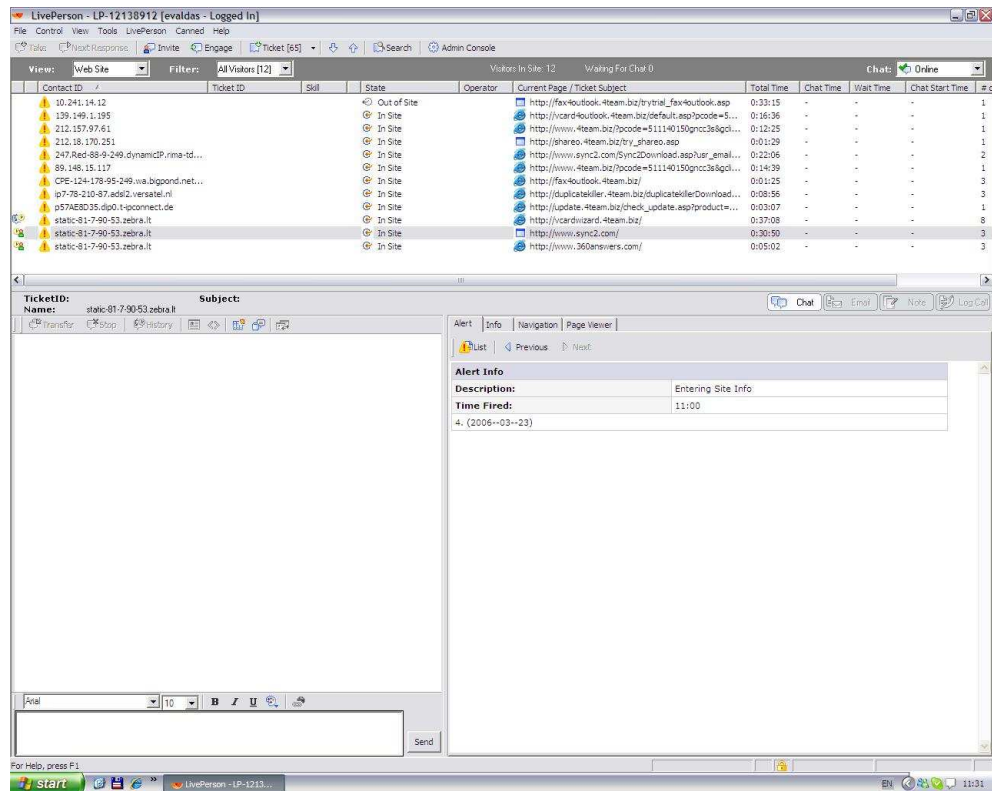 LivePerson - LP-12138912 [evaldas - Logged In]
File Control View Tools LivePerson Canned Help
Take Next Response Invite Engage Ticket [65] Search Admin Console
View: Web Site Filter: All Visitors [12] Visitors In Site: 12 Waiting For Chat 0 Chat: Online
Contact ID Ticket ID Skill State Operator Current Page / Ticket Subject Total Time Chat Time Wait Time Chat Start Time # c
10.241.14.12 Out of Site http://fax4outlook.4team.biz/trytrial_fax4outlook.asp 0:33:15 - - - 1
139.149.1.195 In Site http://vcard4outlook.4team.biz/default.asp?pcode=5... 0:16:36 - - - 1
212.157.97.61 In Site http://www.4team.biz/?pcode=511140150gncc3s&gcli... 0:12:25 - - - 1
212.18.170.251 In Site http://shareo.4team.biz/try_shareo.asp 0:01:29 - - - 1
247.Red-88-9-249.dynamicIP.rima-td... In Site http://www.sync2.com/Sync2Download.asp?usr_email... 0:22:06 - - - 2
89.148.15.117 In Site http://www.4team.biz/?pcode=511140150gncc3s&gcli... 0:14:39 - - - 1
CPE-124-178-95-249.wa.bigpond.net... In Site http://fax4outlook.4team.biz/ 0:01:25 - - - 3
ip7-78-210-87.adsl2.versatel.nl In Site http://duplicatekiller.4team.biz/duplicatekillerDownload... 0:08:56 - - - 3
p57AE8D35.dip0.t-ipconnect.de In Site http://update.4team.biz/check_update.asp?product=... 0:03:07 - - - 1
static-81-7-90-53.zebra.lt In Site http://vcardwizard.4team.biz/ 0:37:08 - - - 8
static-81-7-90-53.zebra.lt In Site http://www.sync2.com/ 0:30:50 - - - 3
static-81-7-90-53.zebra.lt In Site http://www.360answers.com/ 0:05:02 - - - 3
TicketID: Subject:
Name: static-81-7-90-53.zebra.lt
Chat Email Note Log Call
Transfer Stop History
Alert Info Navigation Page Viewer
List Previous Next
Alert Info
Description: Entering Site Info
Time Fired: 11:00
4. (2006--03--23)
Arial 10 B I U
Send
For Help, press F1
start LivePerson - LP-1213... EN 11:31